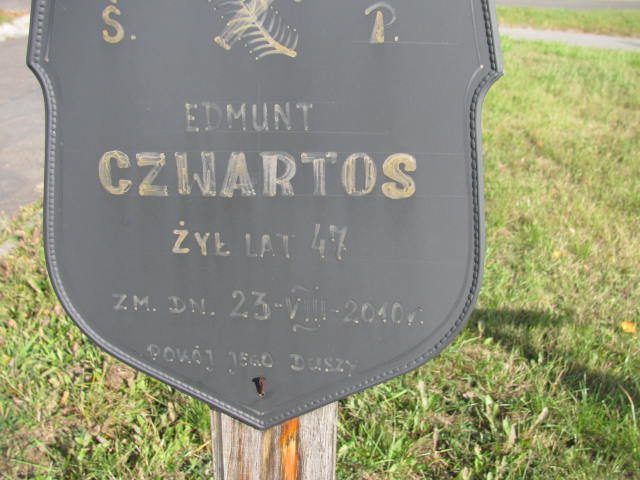 Ś. P.
EDMUNT
CZWARTOS
ŻYŁ LAT 47
ZM. DN. 23-VIII-2010r.
POKÓJ JEGO DUSZY